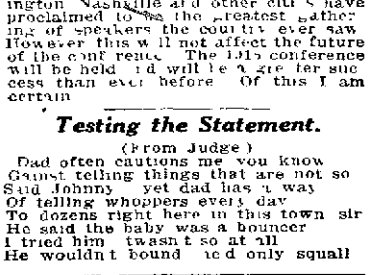 ington Nashville and other cities have
proclaimed to be the greatest gather
ing of speakers the country ever saw
However this will not affect the future
of the conference The 1915 conference
will be held and will be a greater suc
cess than ever before Of this I am
certain
Testing the Statement.
(From Judge)
Dad often cautions me you know
Gainst telling things that are not so
Said Johnny yet dad has a way
Of telling whoppers every day
To dozens right here in this town sir
He said the baby was a bouncer
I tried him twasnt so at all
He wouldnt bound only squall